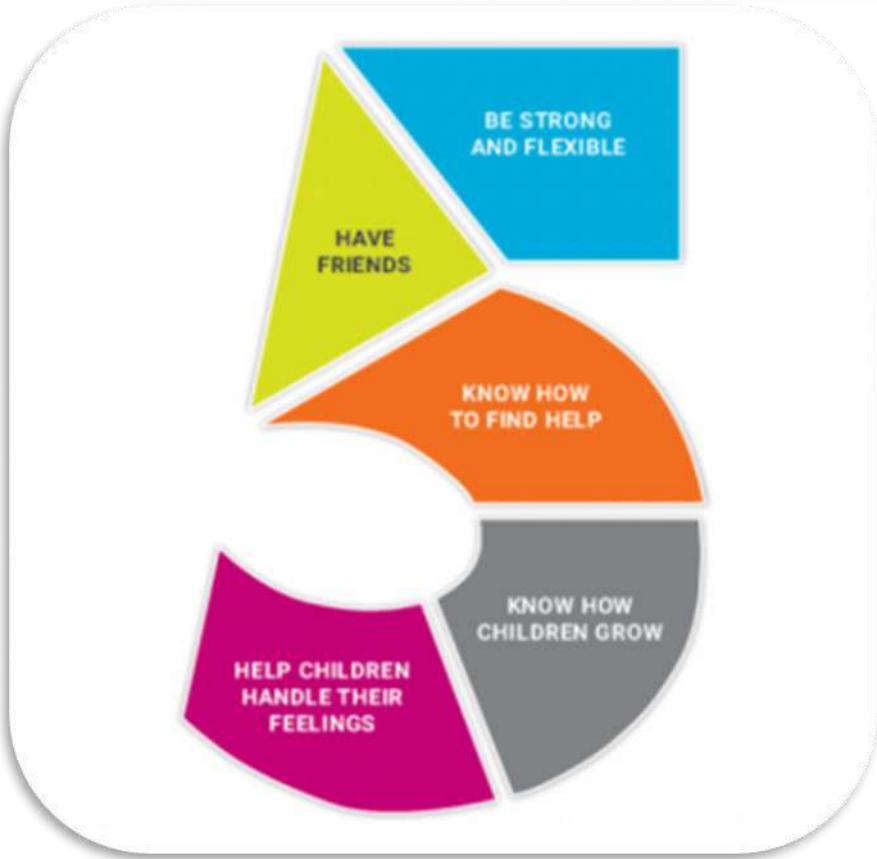 BE STRONG
AND FLEXIBLE
HAVE
FRIENDS
KNOW HOW
TO FIND HELP
KNOW HOW
CHILDREN GROW
HELP CHILDREN
HANDLE THEIR
FEELINGS